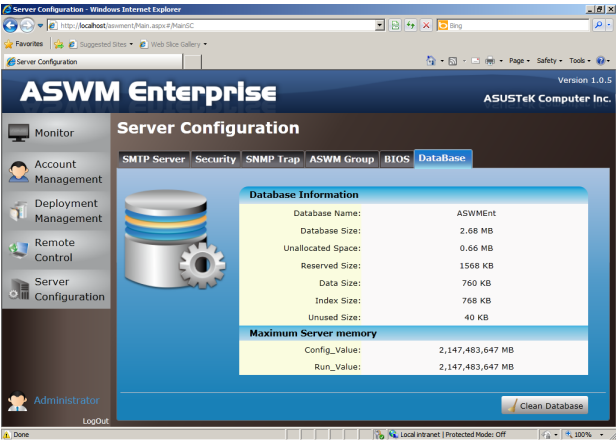 Server Configuration - Windows Internet Explorer
http://localhost/aswment/Main.aspx#/MainSC
Bing
Favorites Suggested Sites Web Slice Gallery
Server Configuration
Page Safety Tools
Version 1.0.5
ASWM Enterprise
ASUSTeK Computer Inc.
Server Configuration
SMTP Server Security SNMP Trap ASWM Group BIOS DataBase
Monitor
Account Management
Deployment Management
Remote Control
Server Configuration
Database Information
Database Name: ASWMEnt
Database Size: 2.68 MB
Unallocated Space: 0.66 MB
Reserved Size: 1568 KB
Data Size: 760 KB
Index Size: 768 KB
Unused Size: 40 KB
Maximum Server memory
Config_Value: 2,147,483,647 MB
Run_Value: 2,147,483,647 MB
Clean Database
Administrator
LogOut
Done
Local intranet | Protected Mode: Off
100%